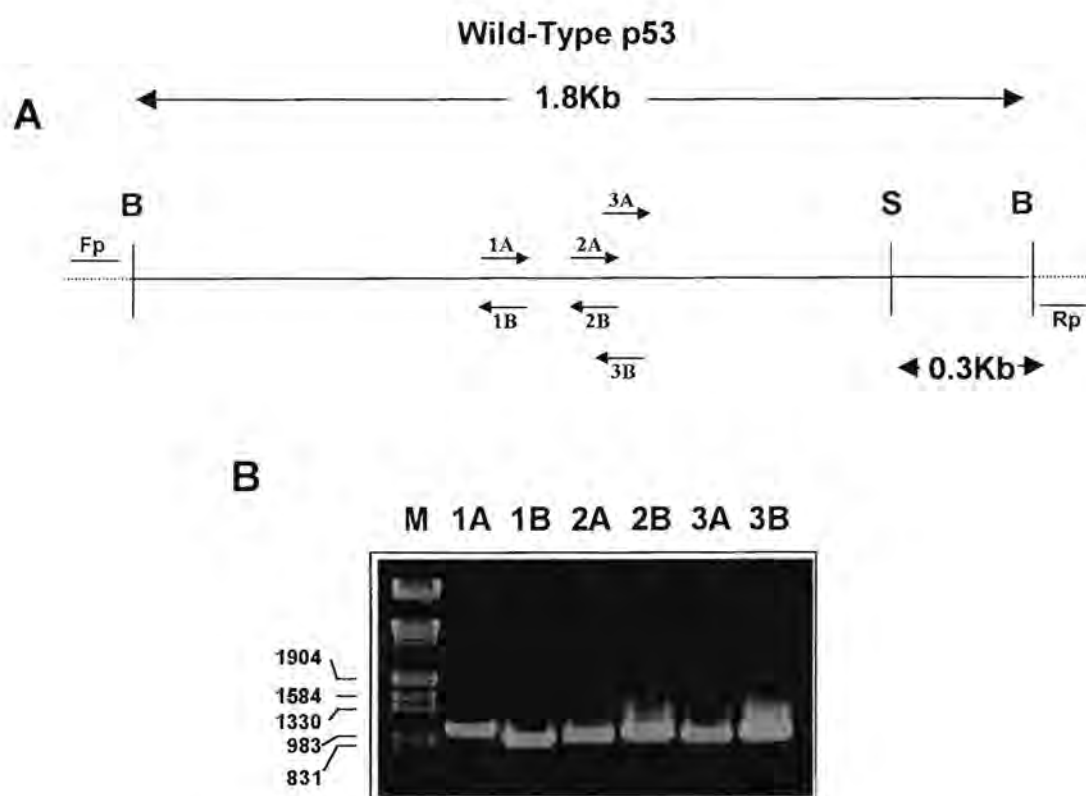 Wild-Type p53
A
1.8Kb
B
S
B
3A
Fp
1A
2A
1B
2B
Rp
3B
0.3Kb
B
M 1A 1B 2A 2B 3A 3B
1904
1584
1330
983
831